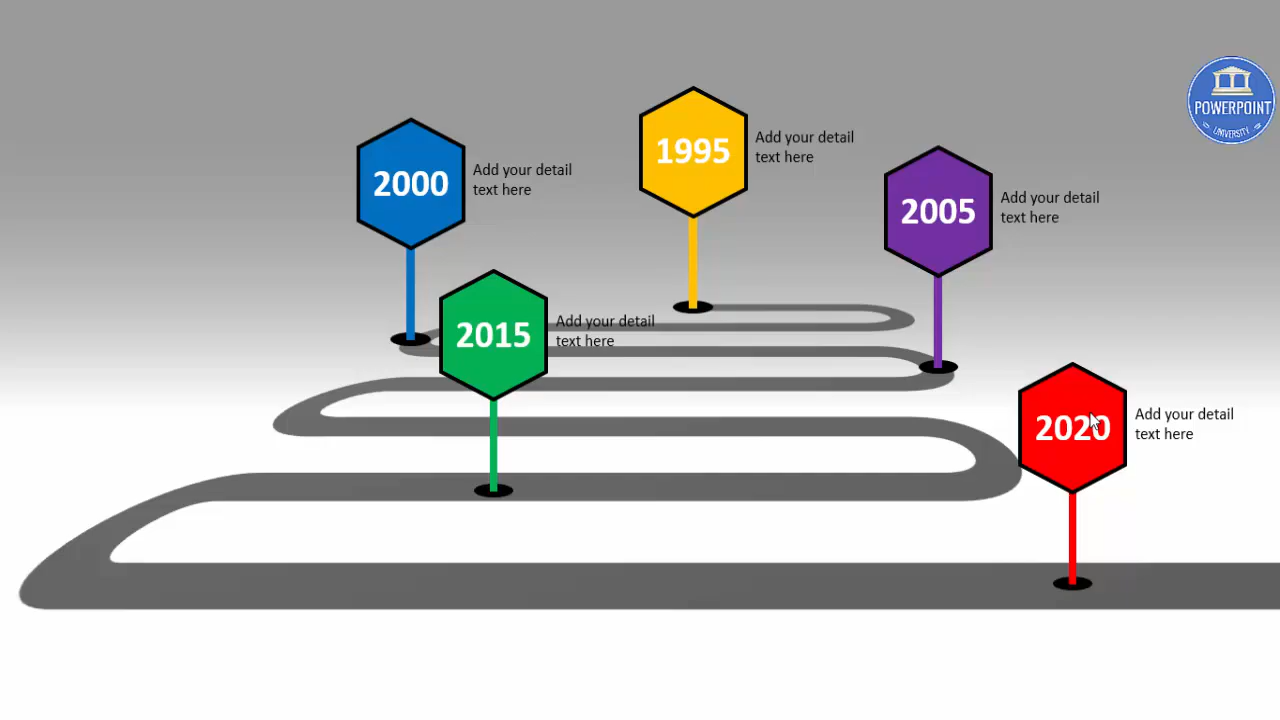 1995
Add your detail
text here
2000
Add your detail
text here
2005
Add your detail
text here
2015
Add your detail
text here
2020
Add your detail
text here
POWERPOINT
UNIVERSITY